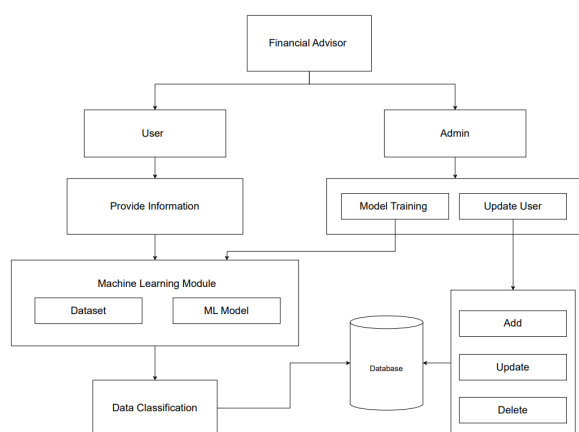 Financial Advisor
User
Admin
Provide Information
Model Training
Update User
Machine Learning Module
Dataset
ML Model
Add
Database
Update
Data Classification
Delete